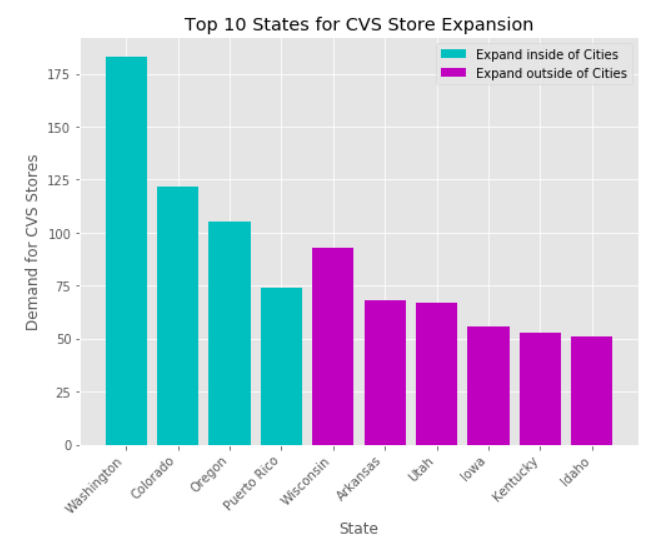 Top 10 States for CVS Store Expansion
Expand inside of Cities
Expand outside of Cities
Demand for CVS Stores
175
150
125
100
75
50
25
0
Washington
Colorado
Oregon
Puerto Rico
Wisconsin
Arkansas
Utah
Iowa
Kentucky
Idaho
State